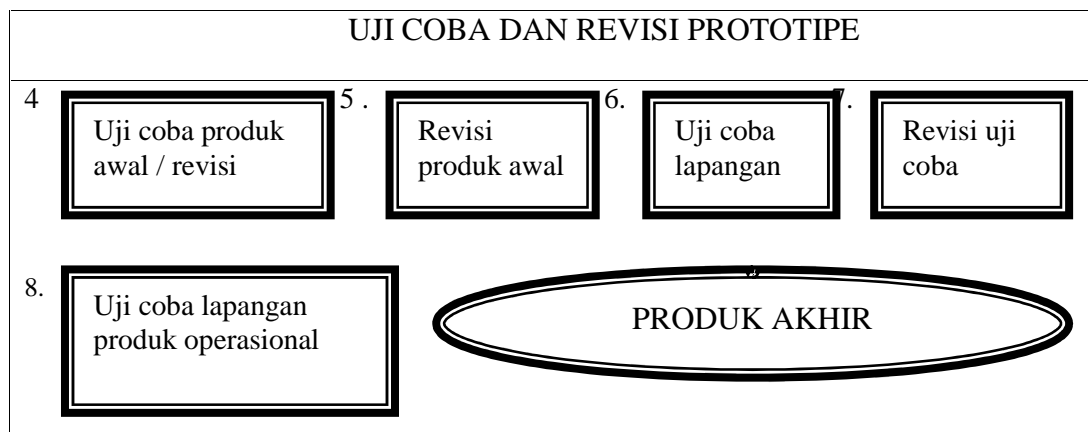 UJI COBA DAN REVISI PROTOTIPE
4
Uji coba produk
awal / revisi
5 .
Revisi
produk awal
6.
Uji coba
lapangan
7.
Revisi uji
coba
8.
Uji coba lapangan
produk operasional
PRODUK AKHIR